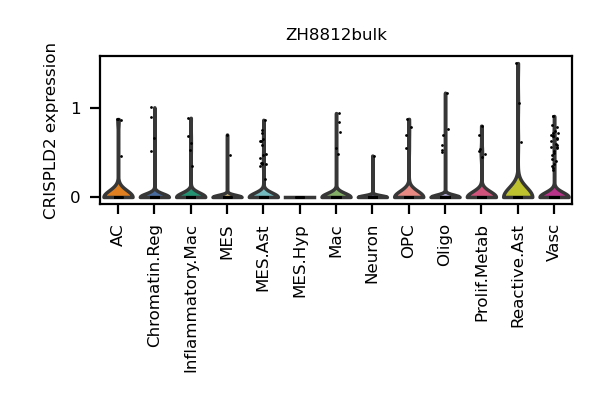 ZH8812bulk
CRISPLD2 expression
1
0
AC
Chromatin.Reg
Inflammatory.Mac
MES
MES.Ast
MES.Hyp
Mac
Neuron
OPC
Oligo
Prolif.Metab
Reactive.Ast
Vasc